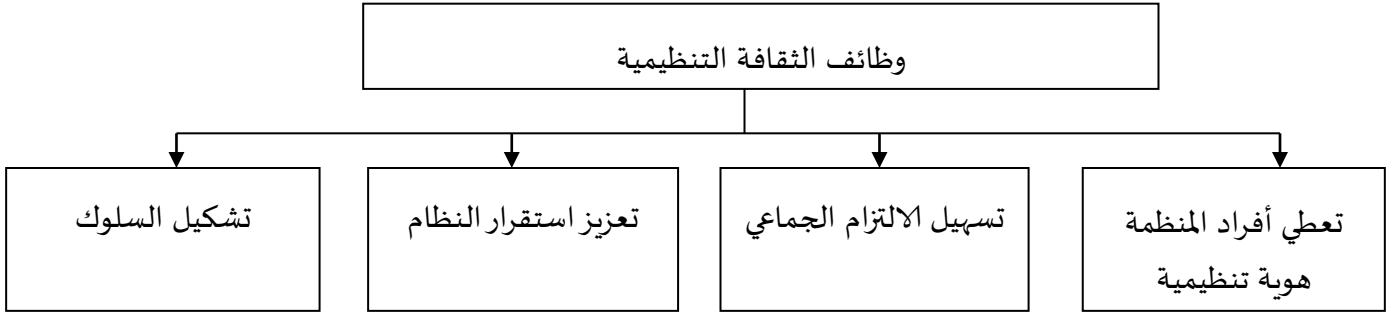 وظائف الثقافة التنظيمية
تعطي أفراد المنظمة
هوية تنظيمية
تسهيل الالتزام الجماعي
تعزيز استقرار النظام
تشكيل السلوك